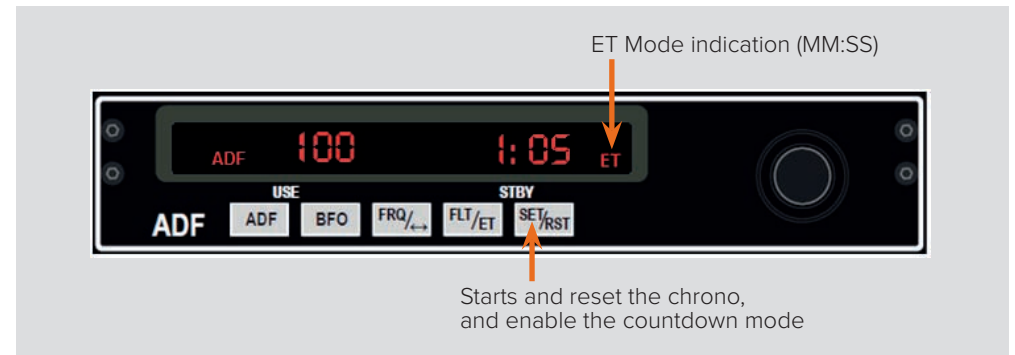 ET Mode indication (MM:SS)
ADF 100 1:05 ET
USE STBY
ADF ADF BFO FRQ/↔ FLT/ET SET/RST
Starts and reset the chrono,
and enable the countdown mode